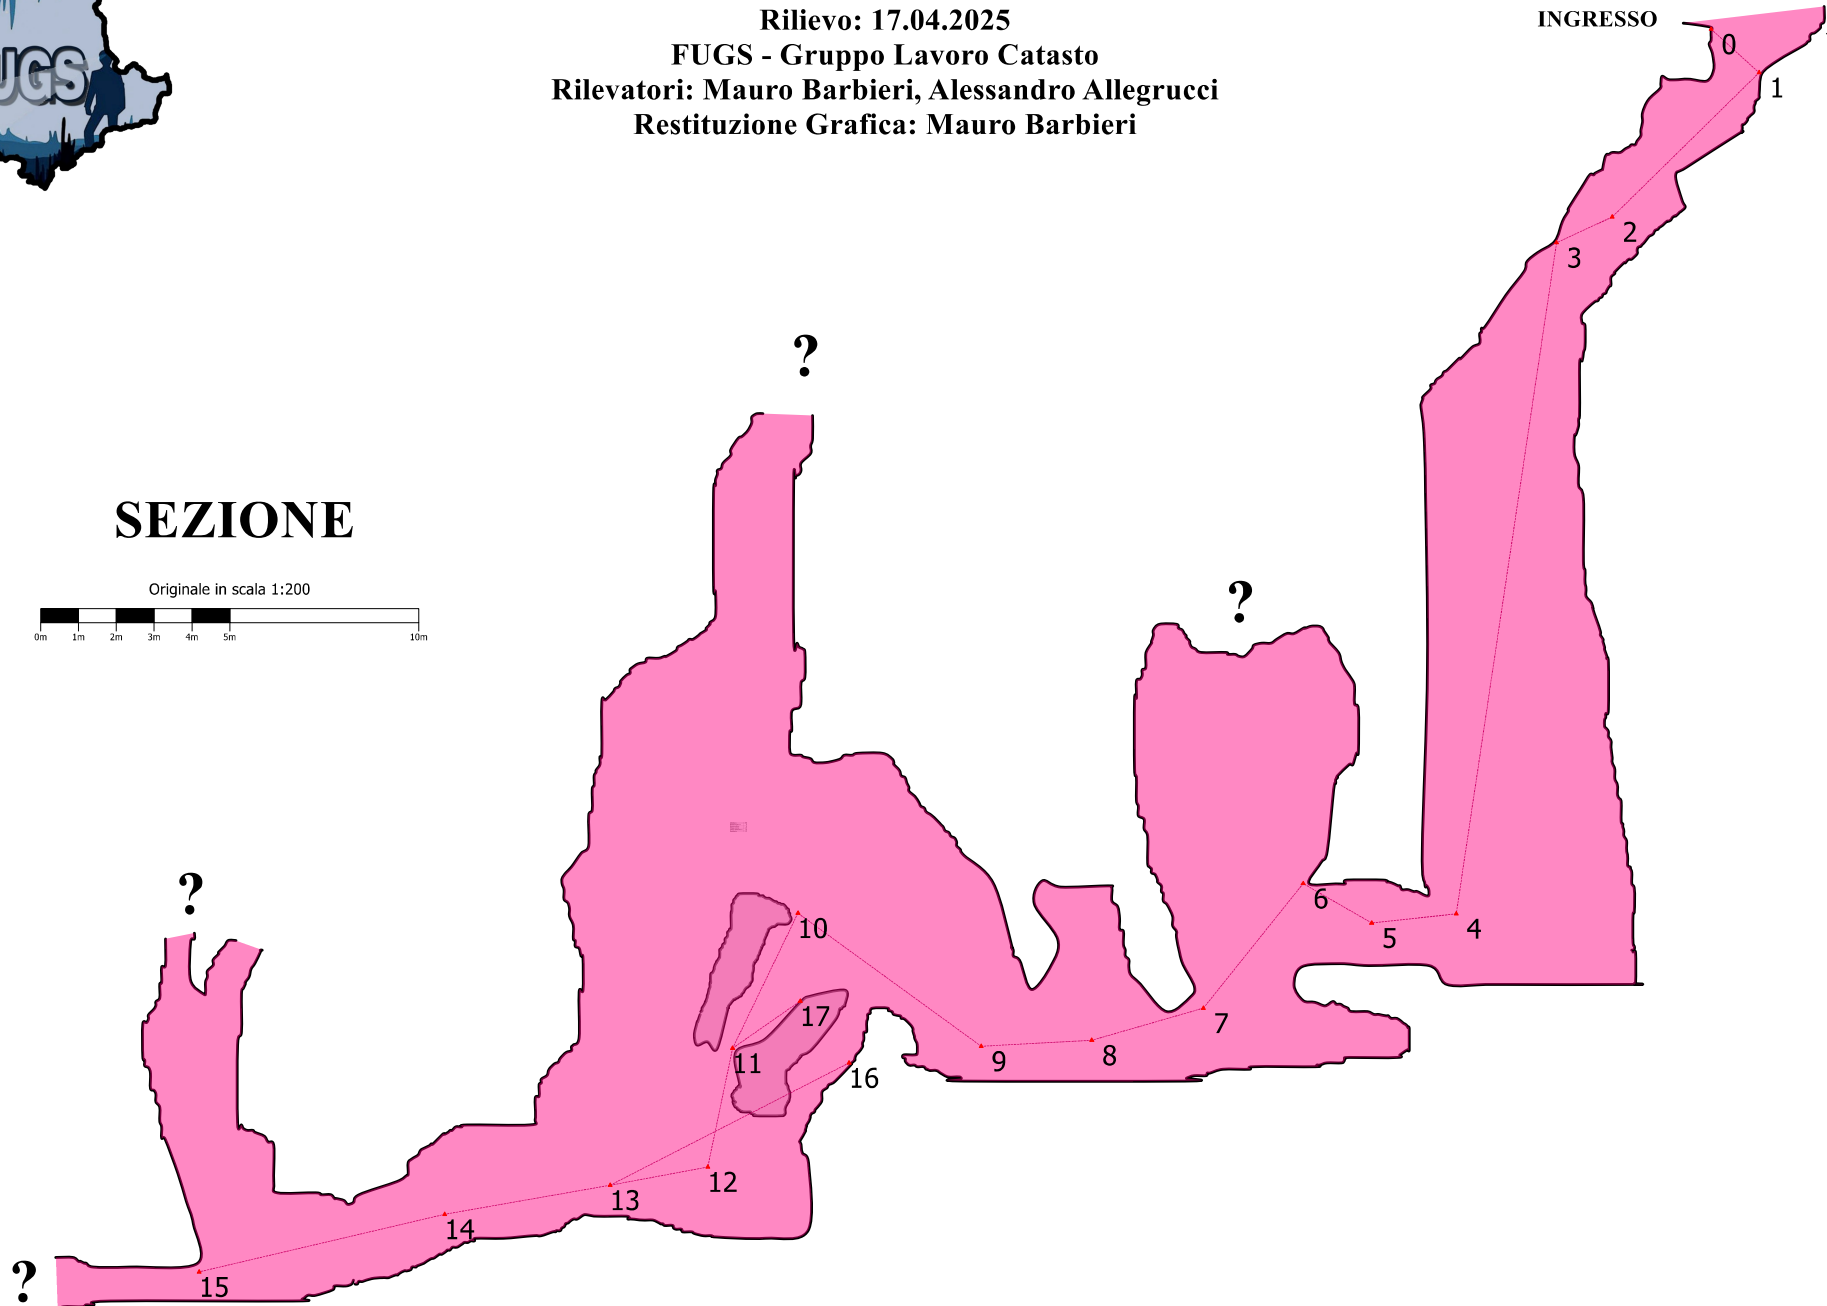 UGS
Rilievo: 17.04.2025
FUGS - Gruppo Lavoro Catasto
Rilevatori: Mauro Barbieri, Alessandro Allegrucci
Restituzione Grafica: Mauro Barbieri
INGRESSO
0
1
2
3
?
SEZIONE
Originale in scala 1:200
0m 1m 2m 3m 4m 5m 10m
?
?
6
5
4
10
17
7
11
16
9
8
12
13
14
?
15